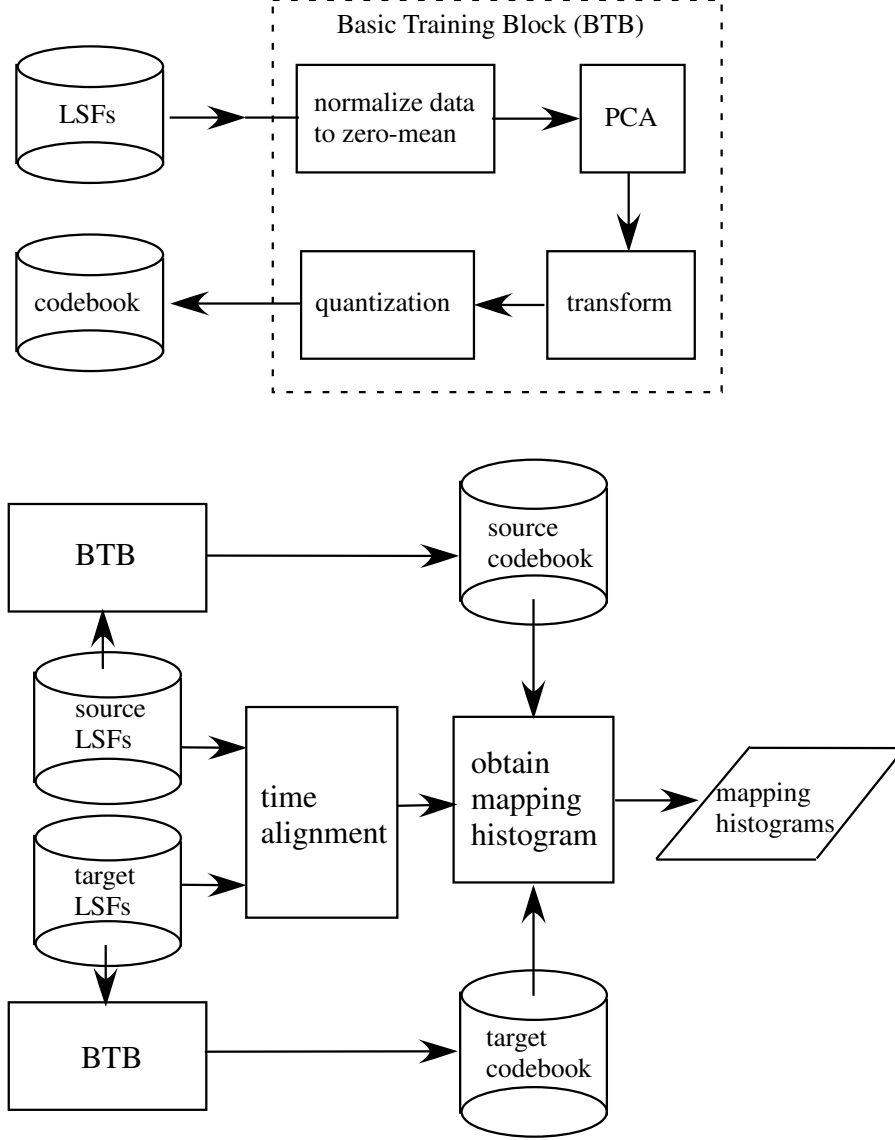 Basic Training Block (BTB)
LSFs
normalize data
to zero-mean
PCA
codebook
quantization
transform
BTB
source
codebook
source
LSFs
time
alignment
obtain
mapping
histogram
mapping
histograms
target
LSFs
BTB
target
codebook